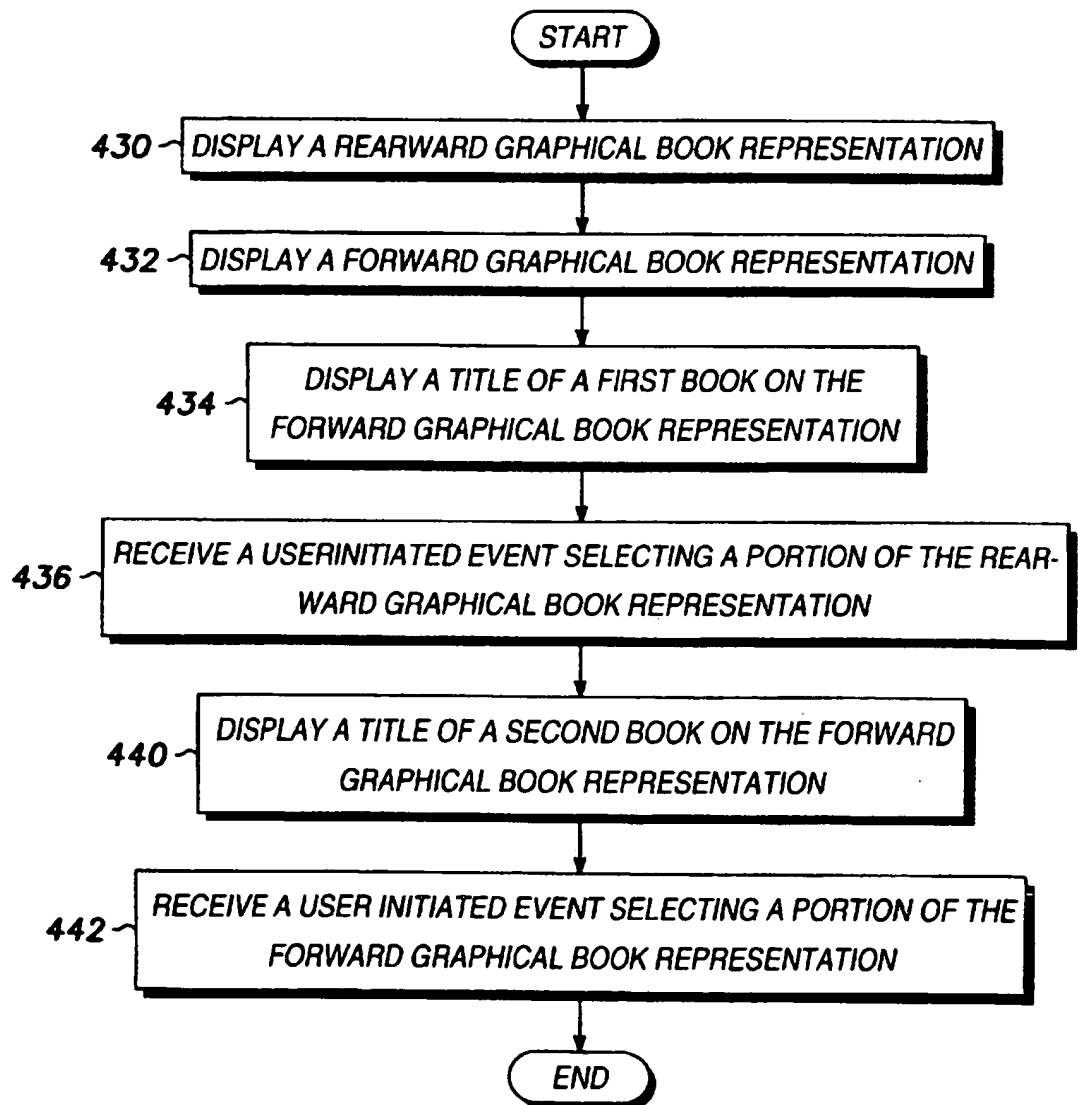 START
430 DISPLAY A REARWARD GRAPHICAL BOOK REPRESENTATION
432 DISPLAY A FORWARD GRAPHICAL BOOK REPRESENTATION
DISPLAY A TITLE OF A FIRST BOOK ON THE
434
FORWARD GRAPHICAL BOOK REPRESENTATION
RECEIVE A USERINITIATED EVENT SELECTING A PORTION OF THE REAR-
436
WARD GRAPHICAL BOOK REPRESENTATION
DISPLAY A TITLE OF A SECOND BOOK ON THE FORWARD
440
GRAPHICAL BOOK REPRESENTATION
RECEIVE A USER INITIATED EVENT SELECTING A PORTION OF THE
442
FORWARD GRAPHICAL BOOK REPRESENTATION
END